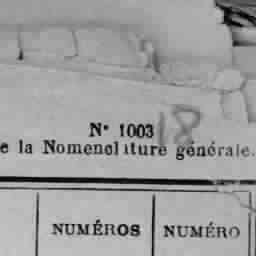 N° 1003 18
e la Nomenclature générale.
NUMÉROS NUMÉRO